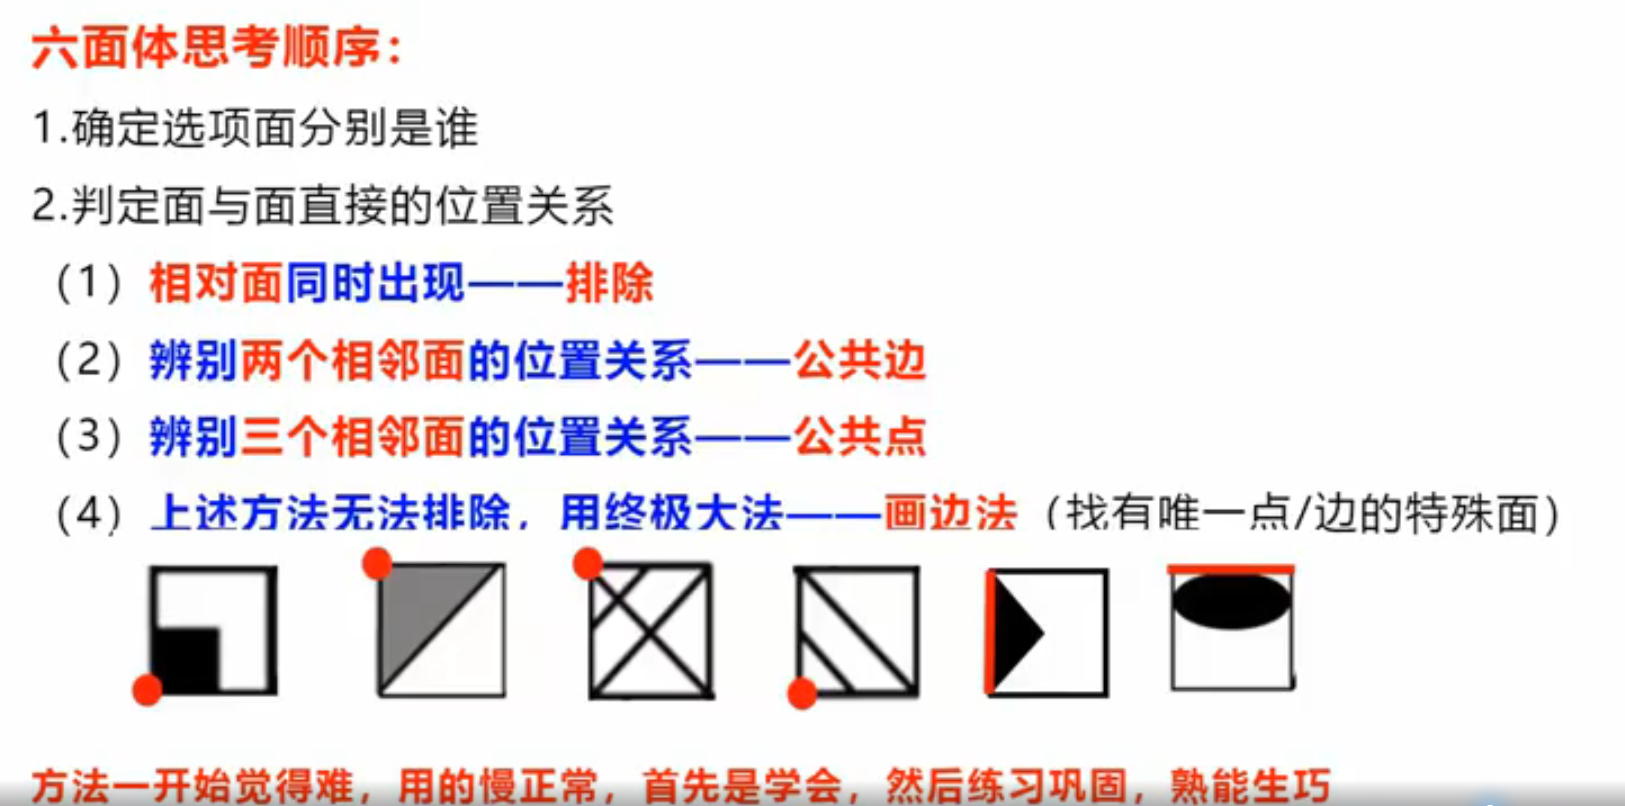 六面体思考顺序：
1.确定选项面分别是谁
2.判定面与面直接的位置关系
（1）相对面同时出现——排除
（2）辨别两个相邻面的位置关系——公共边
（3）辨别三个相邻面的位置关系——公共点
（4）上述方法无法排除，用终极大法——画边法（找有唯一点/边的特殊面）
方法一开始觉得难，用的慢正常，首先是学会，然后练习巩固，熟能生巧